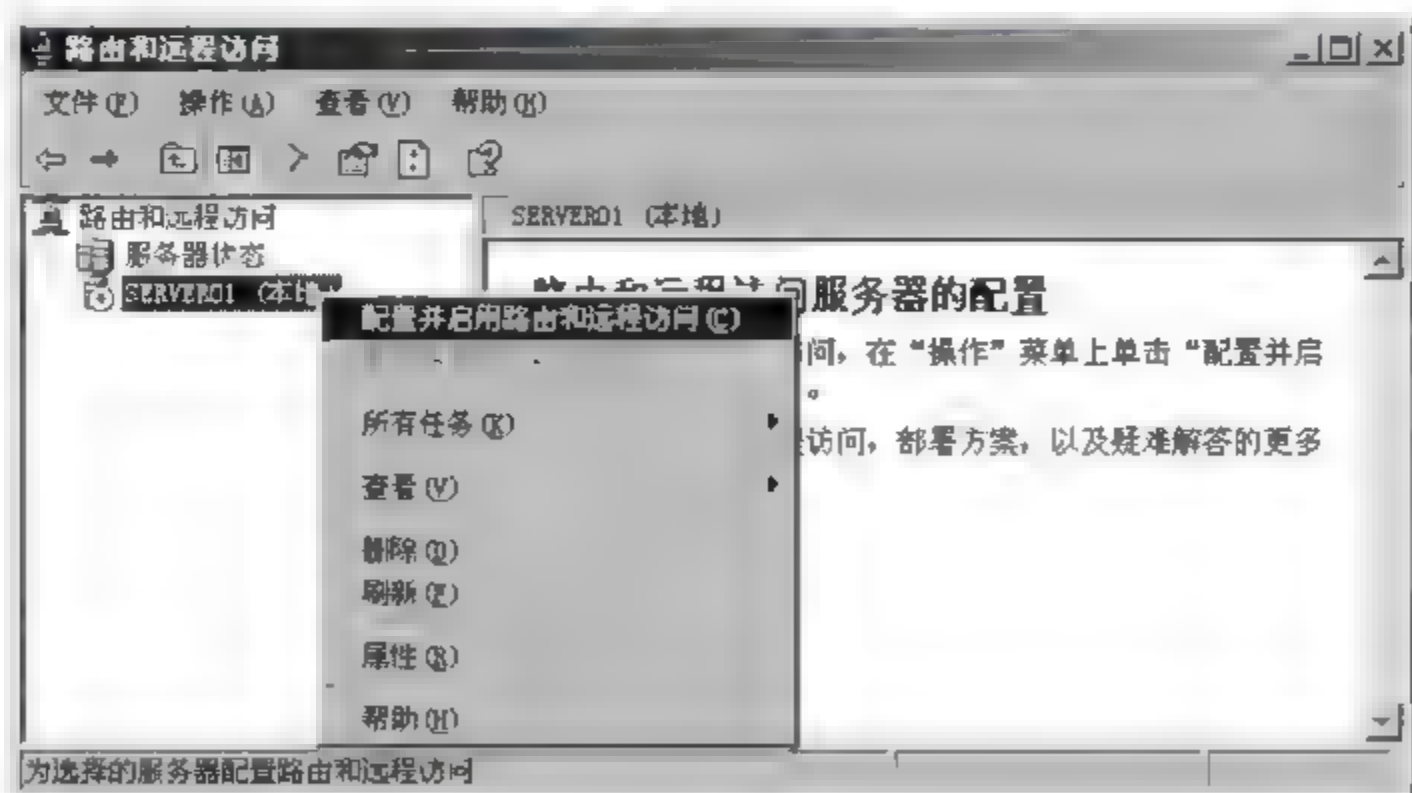 路由和远程访问
文件(F) 操作(A) 查看(V) 帮助(H)
路由和远程访问
服务器状态
SERVER01 (本地
SERVER01 (本地)
服务器的配置
配置并启用路由和远程访问(C)
问，在“操作”菜单上单击“配置并启
。
所有任务(K)
访问，部署方案，以及疑难解答的更多
查看(V)
删除(D)
刷新(F)
属性(R)
帮助(H)
为选择的服务器配置路由和远程访问